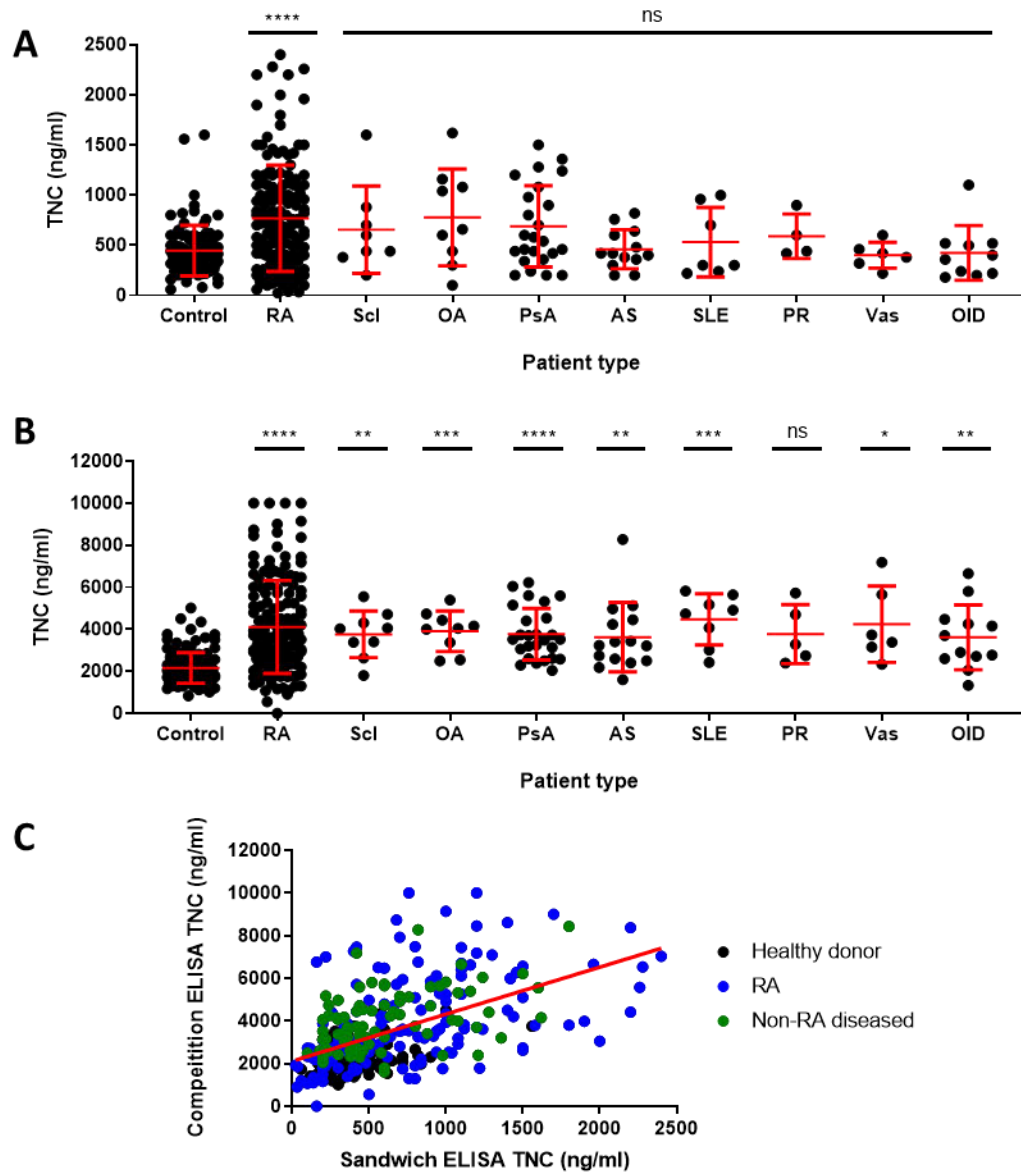 A
****
ns
TNC (ng/ml)
2500
2000
1500
1000
500
0
Control RA Scl OA PsA AS SLE PR Vas OID
Patient type
B
**** ** *** **** ** *** ns * **
TNC (ng/ml)
12000
10000
8000
6000
4000
2000
0
Control RA Scl OA PsA AS SLE PR Vas OID
Patient type
C
Compeitition ELISA TNC (ng/ml)
12000
10000
8000
6000
4000
2000
0
0 500 1000 1500 2000 2500
Sandwich ELISA TNC (ng/ml)
Healthy donor
RA
Non-RA diseased